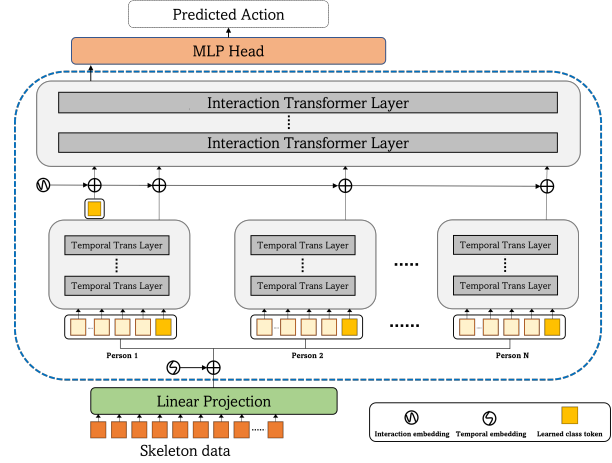 Predicted Action
MLP Head
Interaction Transformer Layer
Interaction Transformer Layer
Temporal Trans Layer
Temporal Trans Layer
Temporal Trans Layer
Temporal Trans Layer
Temporal Trans Layer
Temporal Trans Layer
Person 1
Person 2
Person N
Linear Projection
Skeleton data
Interaction embedding
Temporal embedding
Learned class token